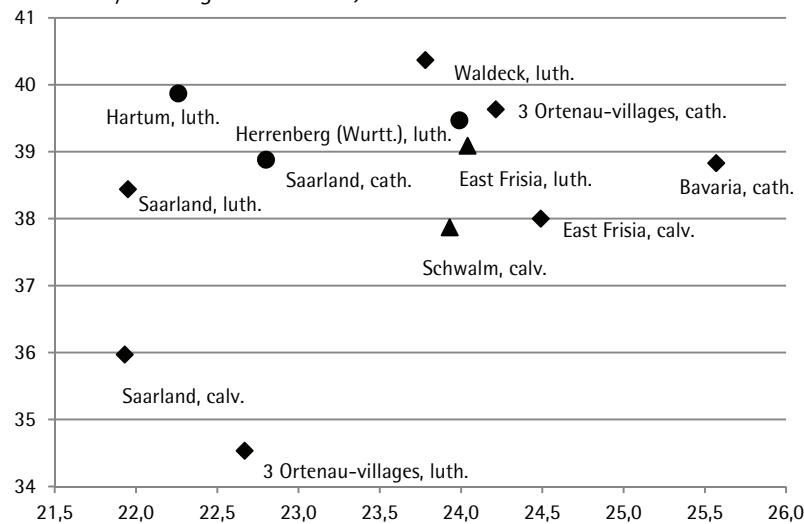 41
40
39
38
37
36
35
34
Waldeck, luth.
3 Ortenau-villages, cath.
Hartum, luth.
Herrenberg (Wurtt.), luth.
Saarland, cath.
East Frisia, luth.
Bavaria, cath.
Saarland, luth.
East Frisia, calv.
Schwalm, calv.
Saarland, calv.
3 Ortenau-villages, luth.
21,5 22,0 22,5 23,0 23,5 24,0 24,5 25,0 25,5 26,0